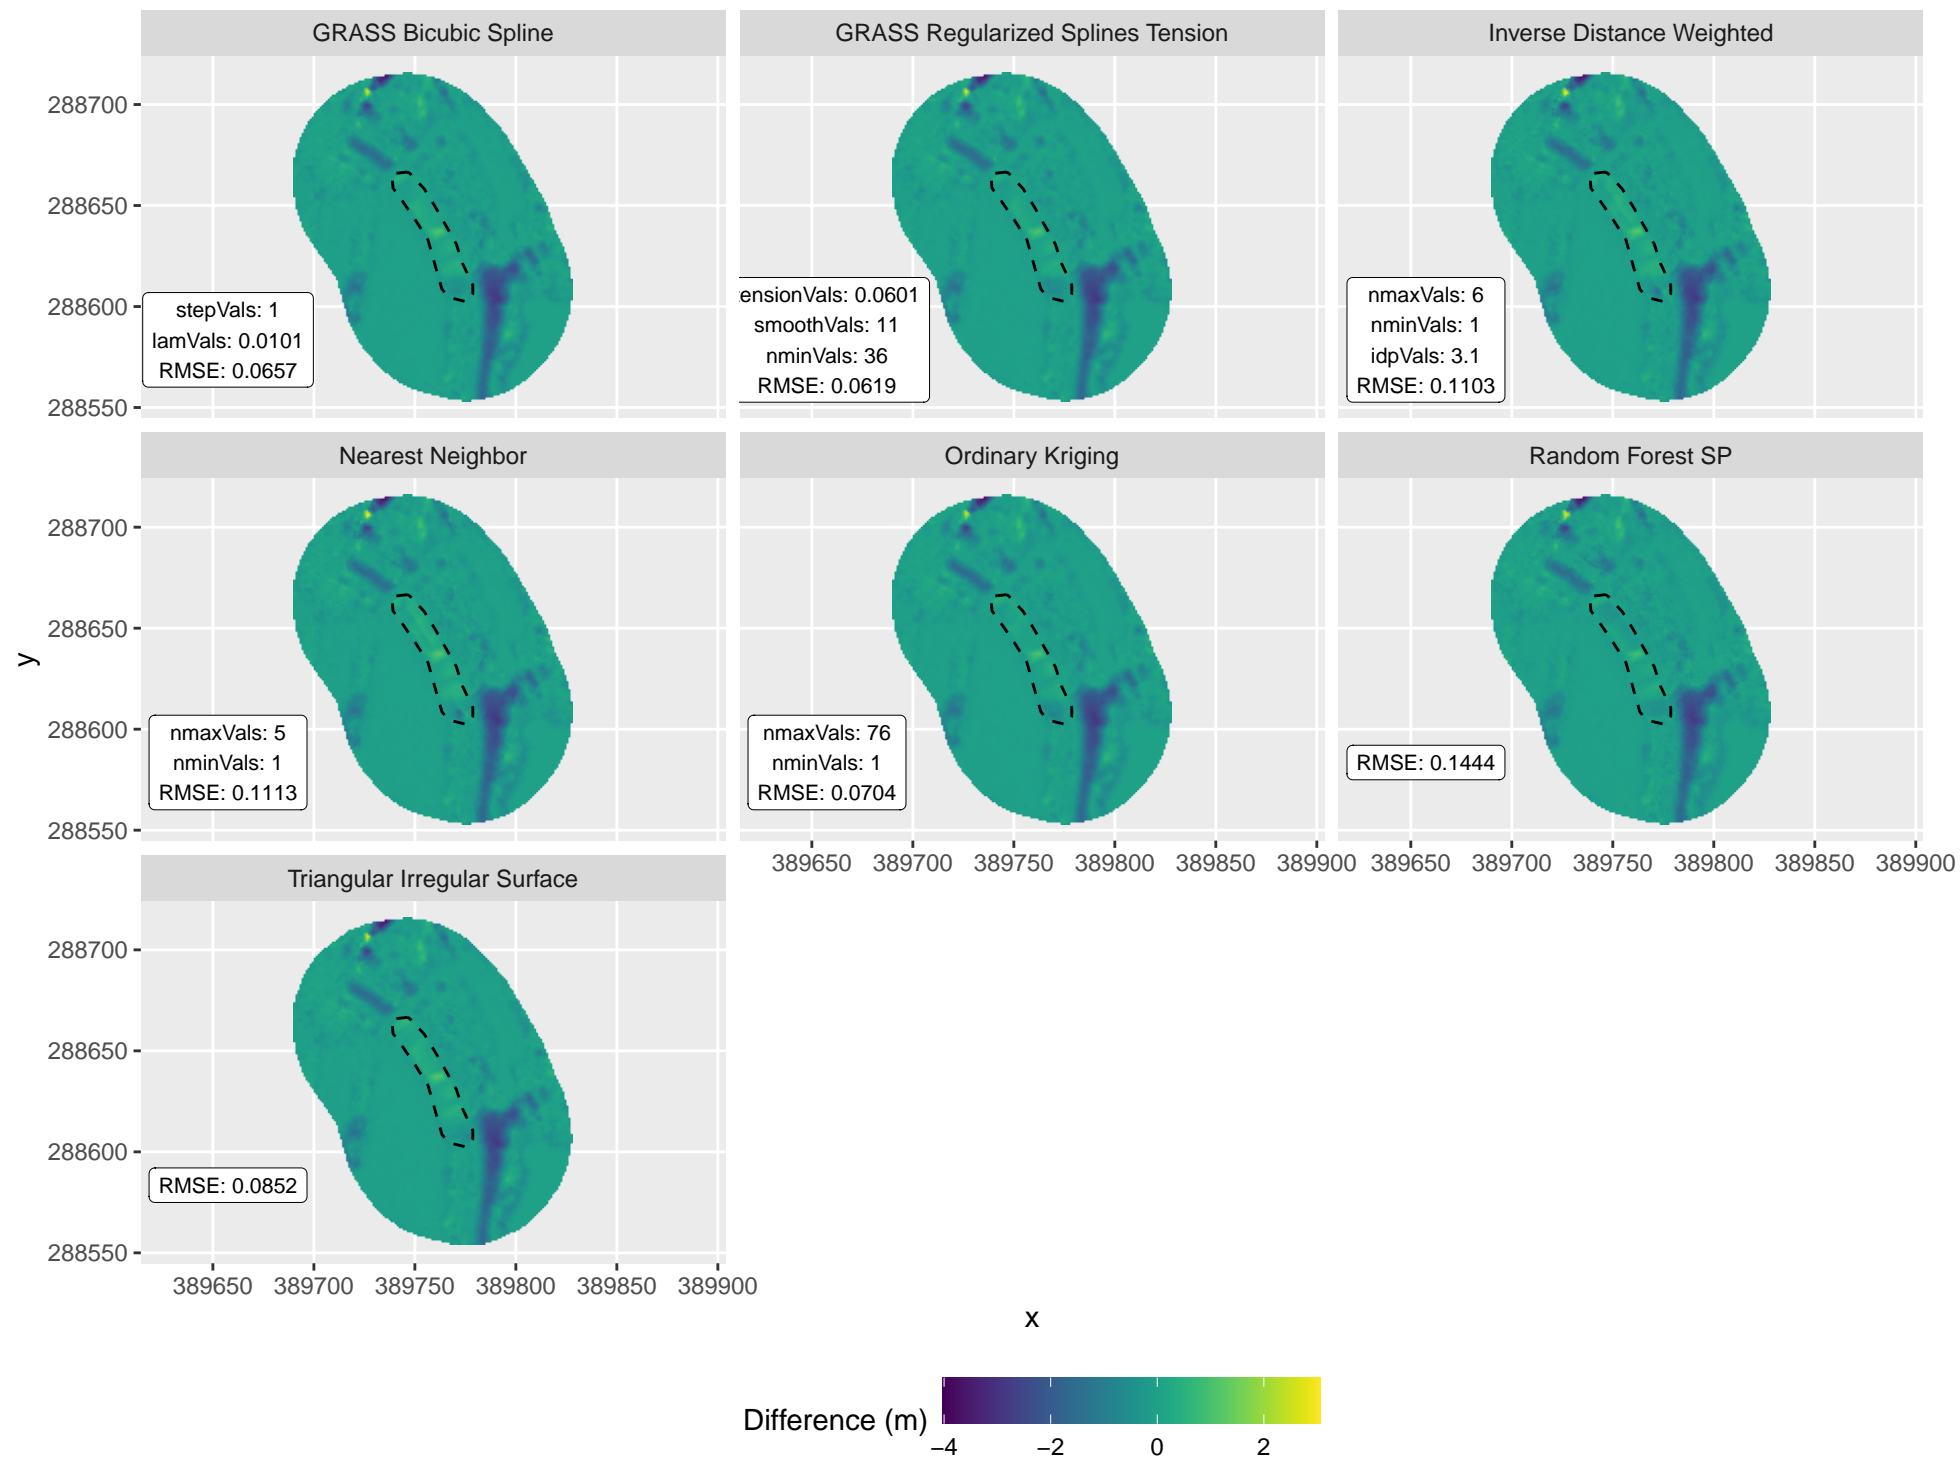 GRASS Bicubic Spline
GRASS Regularized Splines Tension
Inverse Distance Weighted
288700
288650
288600
288550
stepVals: 1
lamVals: 0.0101
RMSE: 0.0657
ensionVals: 0.0601
smoothVals: 11
nminVals: 36
RMSE: 0.0619
nmaxVals: 6
nminVals: 1
idpVals: 3.1
RMSE: 0.1103
Nearest Neighbor
Ordinary Kriging
Random Forest SP
288700
288650
288600
288550
nmaxVals: 5
nminVals: 1
RMSE: 0.1113
nmaxVals: 76
nminVals: 1
RMSE: 0.0704
RMSE: 0.1444
389650 389700 389750 389800 389850 389900
389650 389700 389750 389800 389850 389900
y
Triangular Irregular Surface
288700
288650
288600
288550
RMSE: 0.0852
389650 389700 389750 389800 389850 389900
x
Difference (m)
−4 −2 0 2